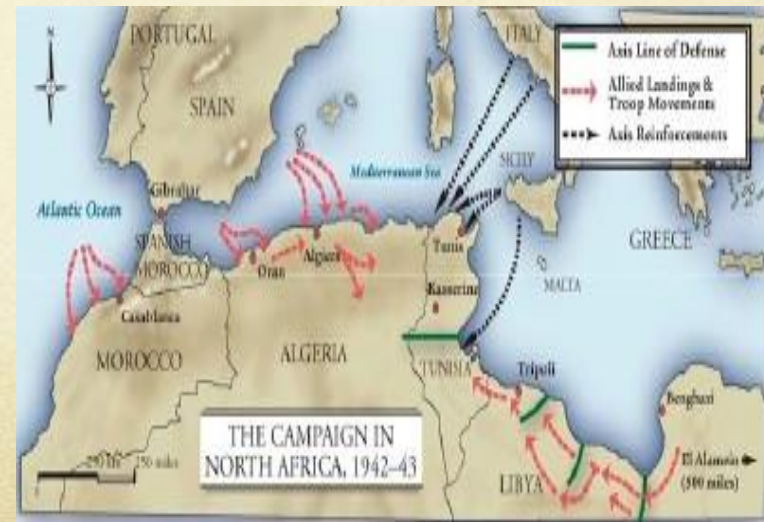 PORTUGAL
SPAIN
ITALY
Axis Line of Defense
Allied Landings &
Troop Movements
Axis Reinforcements
SICILY
Mediterranean Sea
Gibraltar
Atlantic Ocean
SPANISH
MOROCCO
GREECE
Oran
Algiers
Tunis
MALTA
Kasserine
Casablanca
MOROCCO
ALGERIA
TUNISIA
Tripoli
Benghazi
THE CAMPAIGN IN
NORTH AFRICA, 1942–43
250 miles
El Alamein
(500 miles)
LIBYA